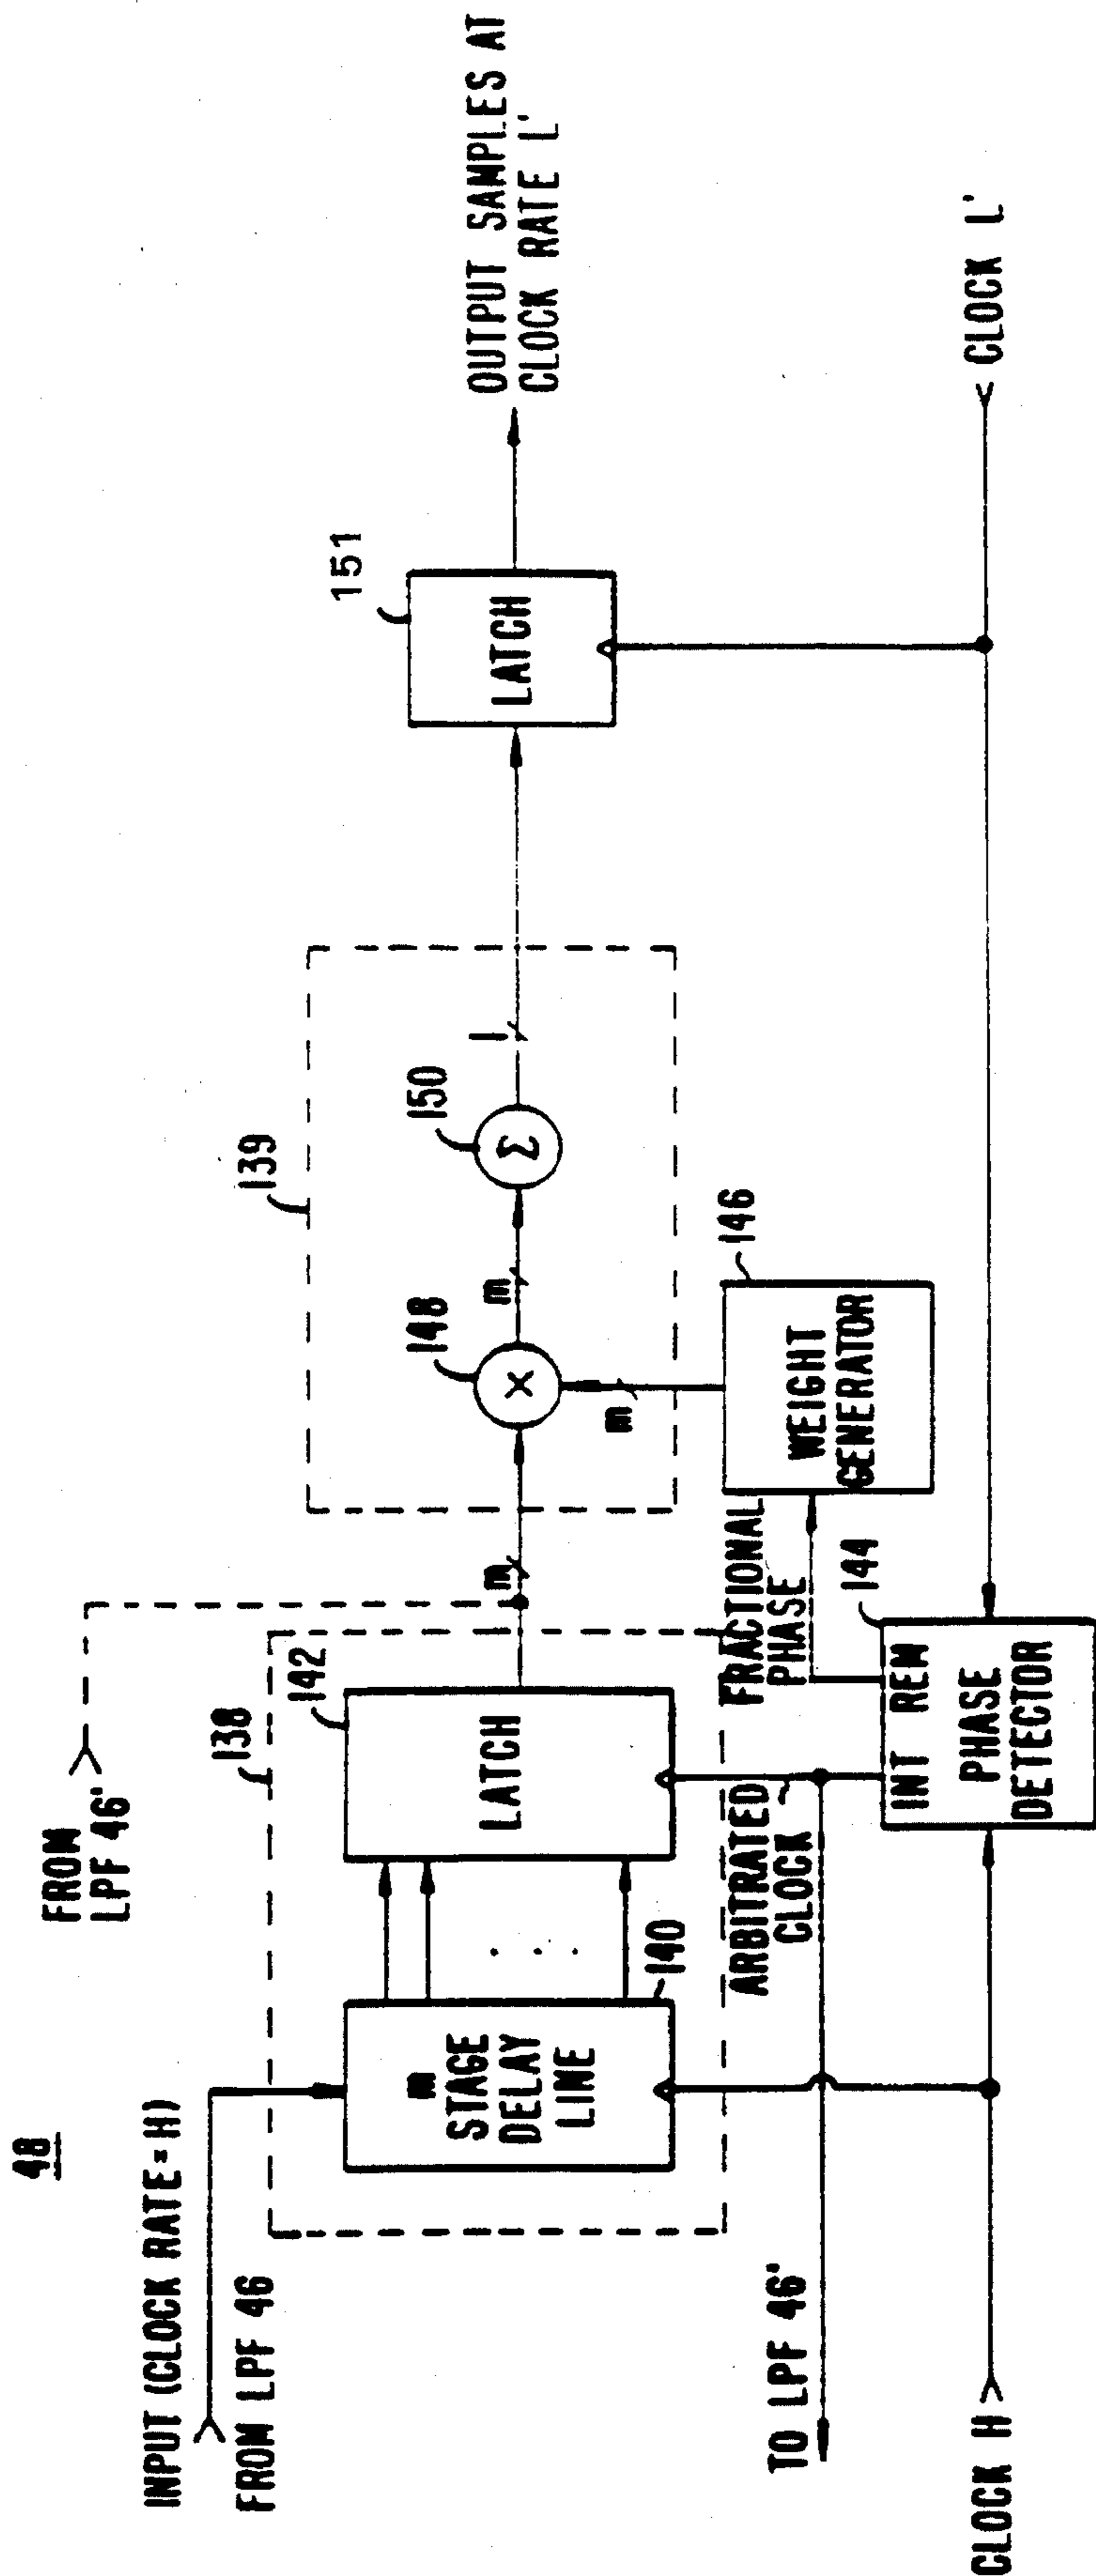 48
INPUT (CLOCK RATE=H)
FROM LPF 46
FROM
LPF 46'
138
142
m
STAGE
DELAY
LINE
140
. . .
LATCH
m
139
148
X
m
150
Σ
1
m
151
LATCH
OUTPUT SAMPLES AT
CLOCK RATE L'
ARBITRATED
CLOCK
FRACTIONAL
PHASE
146
WEIGHT
GENERATOR
TO LPF 46'
144
INT REM
PHASE
DETECTOR
CLOCK H
CLOCK L'